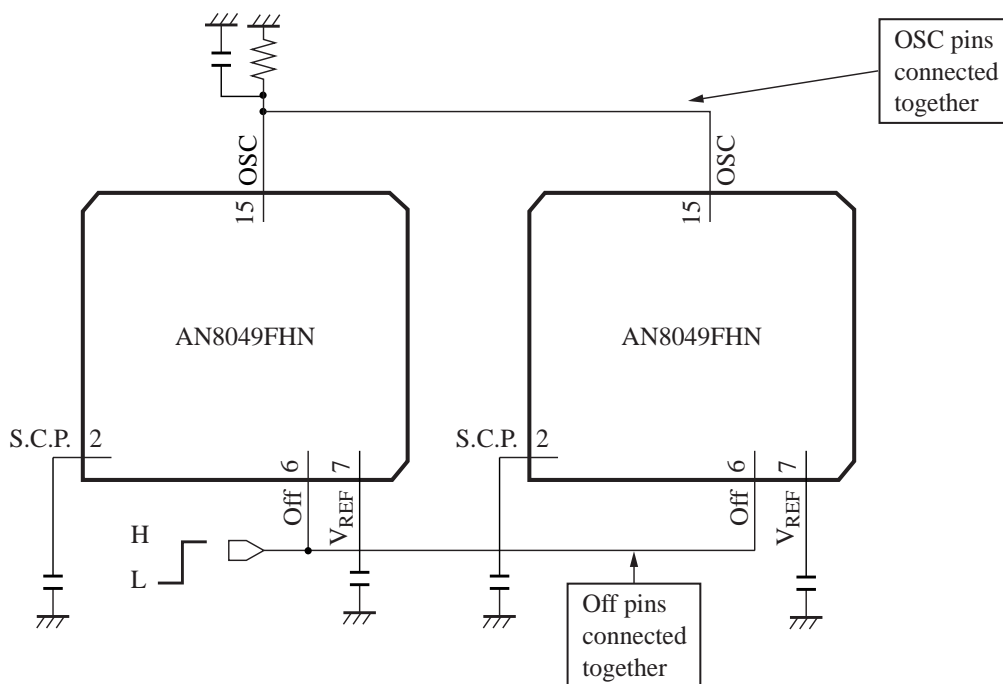 OSC pins
connected
together
OSC
15
OSC
15
AN8049FHN
AN8049FHN
S.C.P. 2
6
Off
7
VREF
S.C.P. 2
6
Off
7
VREF
H
L
Off pins
connected
together